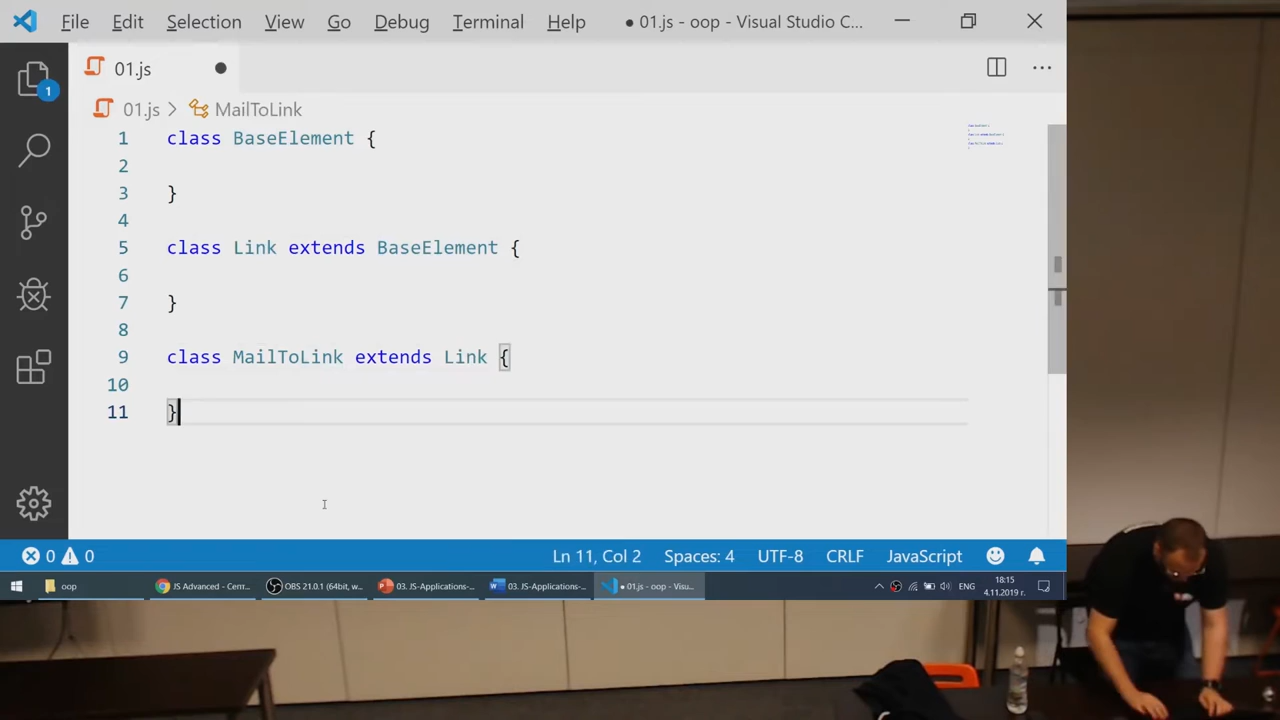 File Edit Selection View Go Debug Terminal Help ● 01.js - oop - Visual Studio C...
01.js
1
01.js > MailToLink
1 class BaseElement {
2
3 }
4
5 class Link extends BaseElement {
6
7 }
8
9 class MailToLink extends Link {
10
11 }
0 0 Ln 11, Col 2 Spaces: 4 UTF-8 CRLF JavaScript
oop JS Advanced - Септ... OBS 21.0.1 (64bit, w... 03. JS-Applications-... 03. JS-Applications-... ● 01.js - oop - Visu... ENG 18:15
4.11.2019 г.